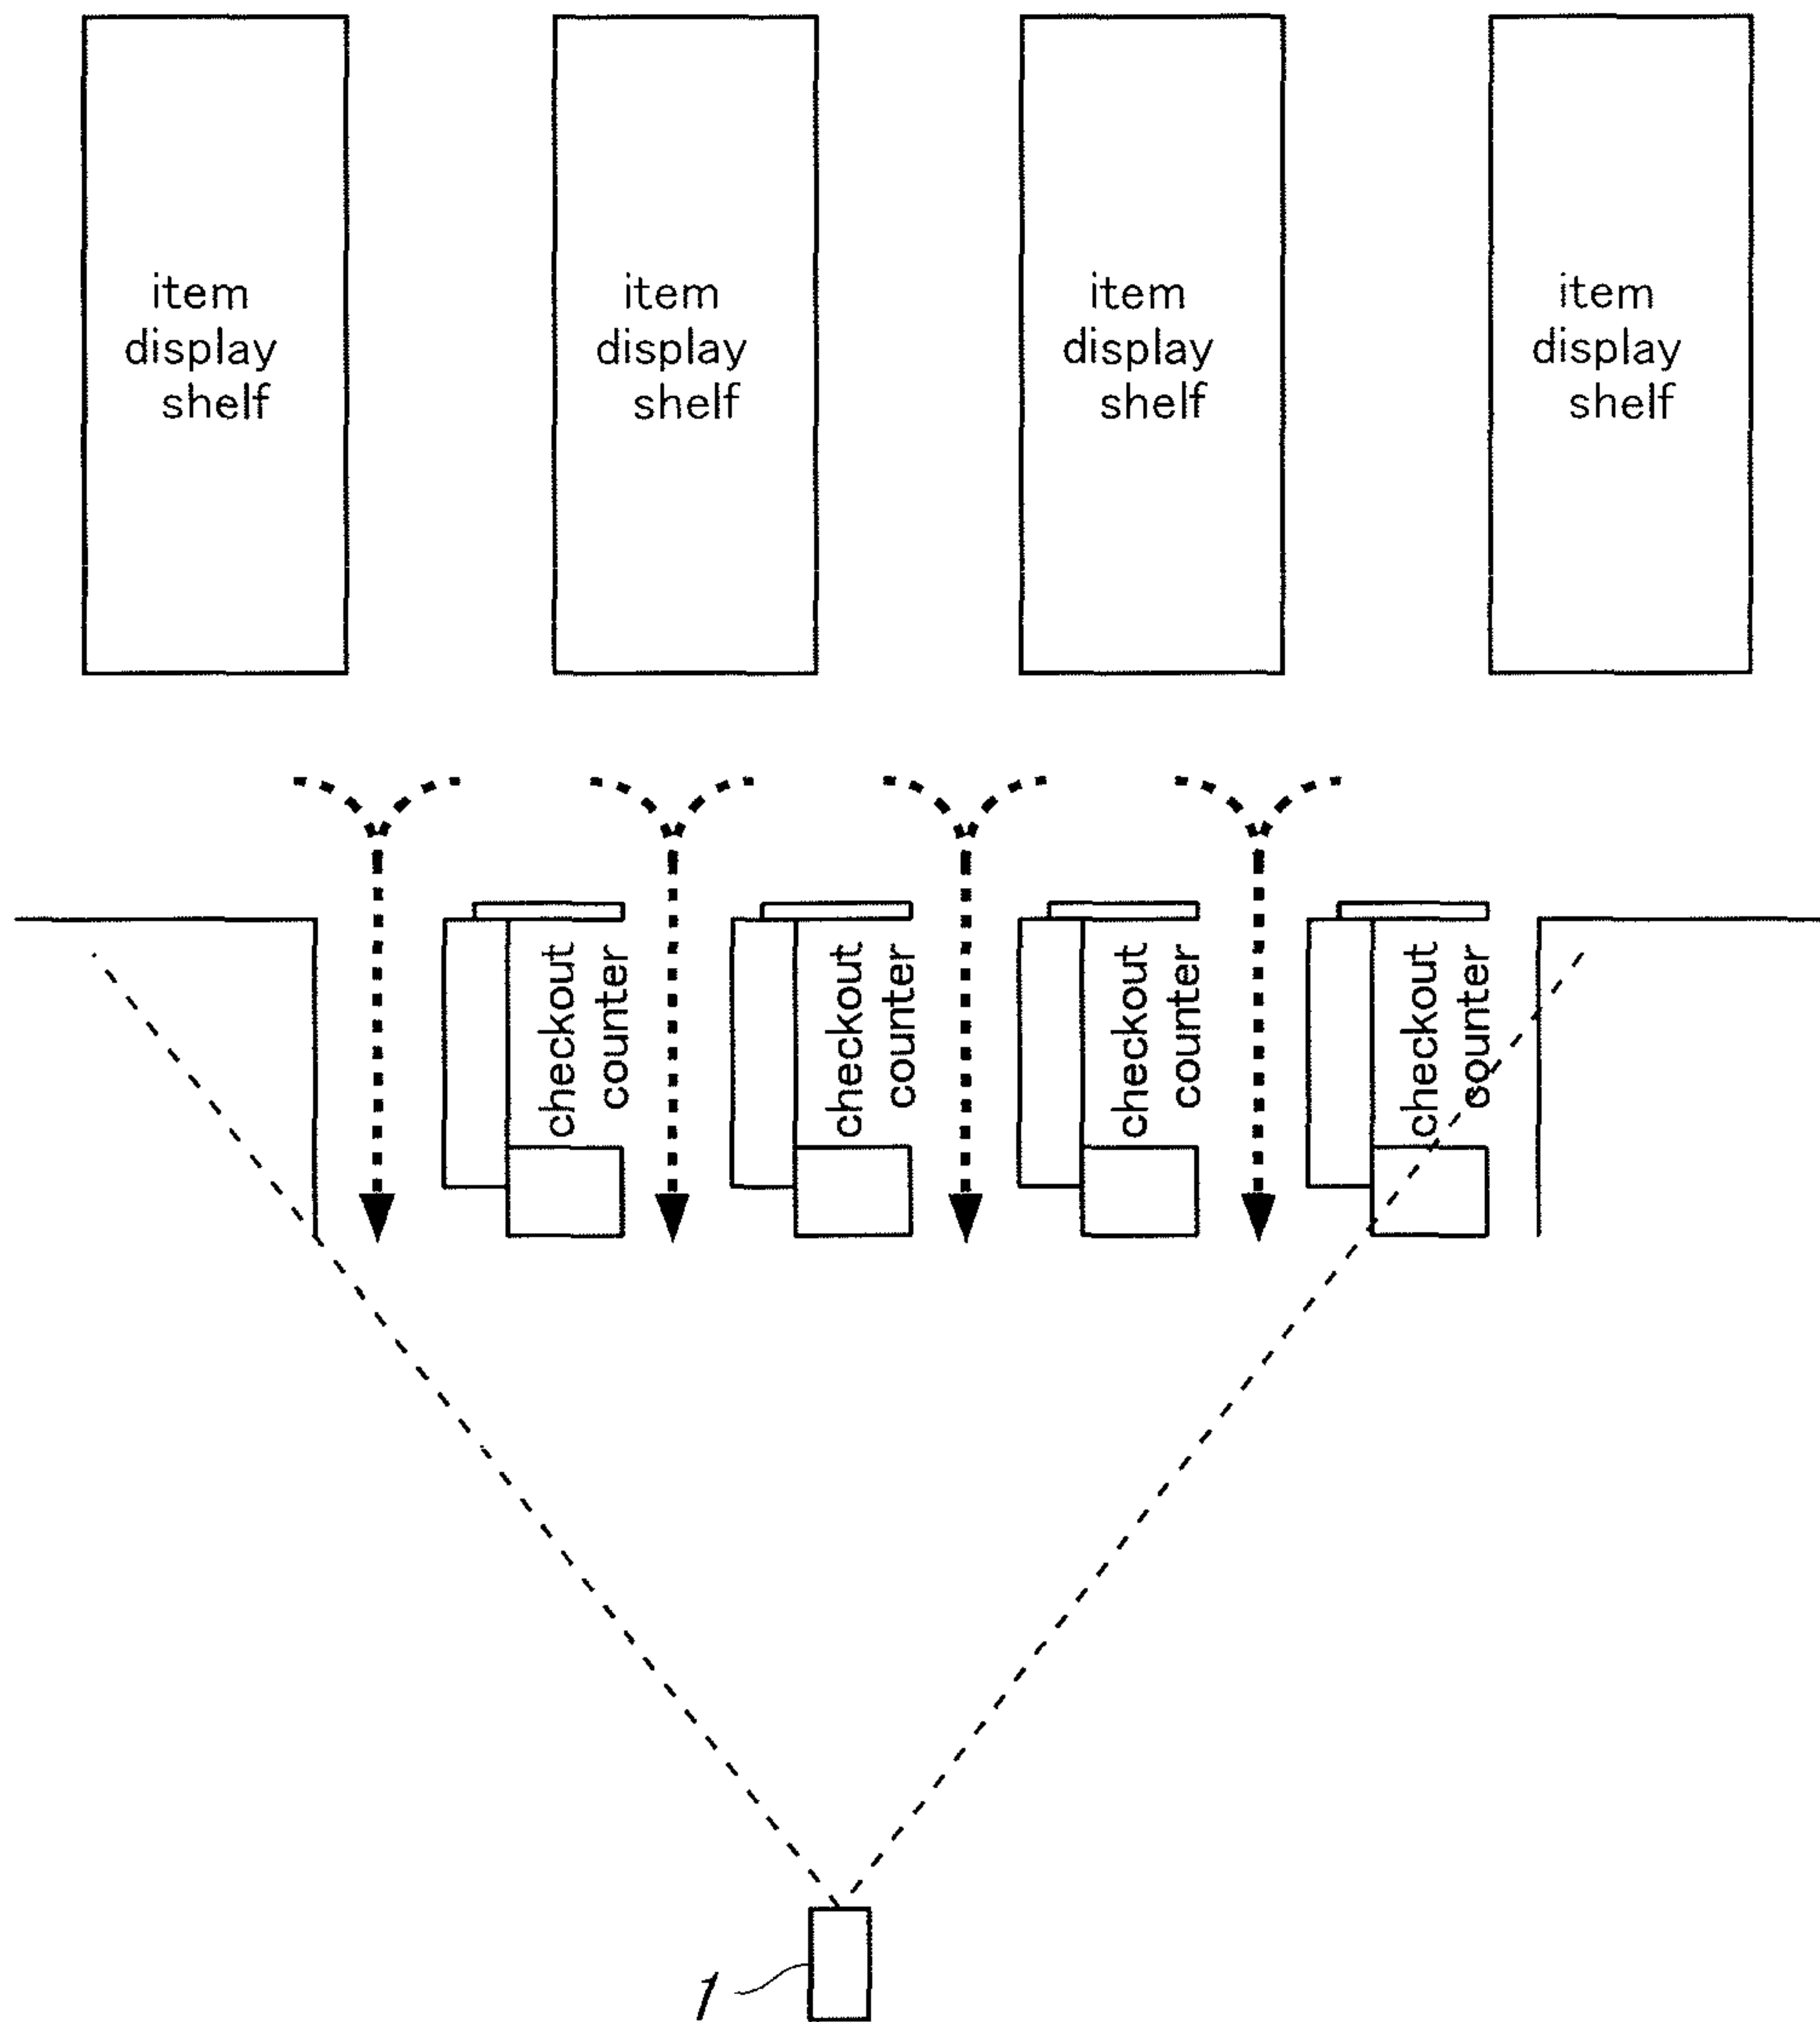 item
display
shelf
item
display
shelf
item
display
shelf
item
display
shelf
checkout
counter
checkout
counter
checkout
counter
checkout
counter
1